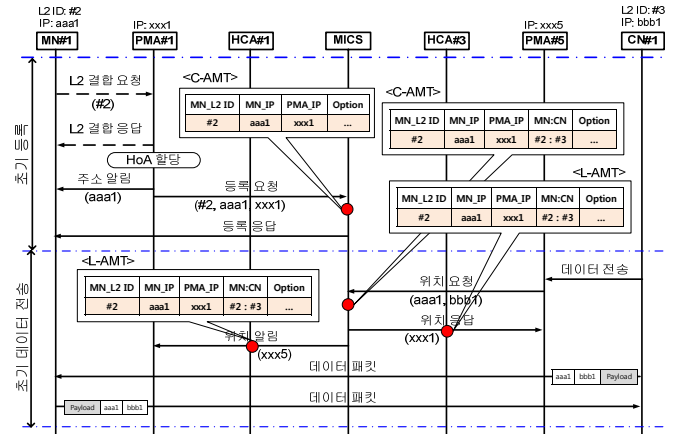 L2 ID: #2
IP: aaa1
IP: xxx1
IP: xxx5
L2 ID: #3
IP: bbb1
MN#1
PMA#1
HCA#1
MICS
HCA#3
PMA#5
CN#1
초기 등록
L2 결합 요청
(#2)
<C-AMT>
MN_L2 ID MN_IP PMA_IP Option
#2 aaa1 xxx1 ...
<C-AMT>
MN_L2 ID MN_IP PMA_IP MN:CN Option
#2 aaa1 xxx1 #2 : #3 ...
L2 결합 응답
HoA 할당
주소 알림
(aaa1)
등록 요청
(#2, aaa1, xxx1)
<L-AMT>
MN_L2 ID MN_IP PMA_IP MN:CN Option
#2 aaa1 xxx1 #2 : #3 ...
등록 응답
초기 데이터 전송
<L-AMT>
MN_L2 ID MN_IP PMA_IP MN:CN Option
#2 aaa1 xxx1 #2 : #3 ...
데이터 전송
위치 요청
(aaa1, bbb1)
위치 응답
(xxx1)
위치 알림
(xxx5)
데이터 패킷
aaa1 bbb1 Payload
데이터 패킷
Payload aaa1 bbb1